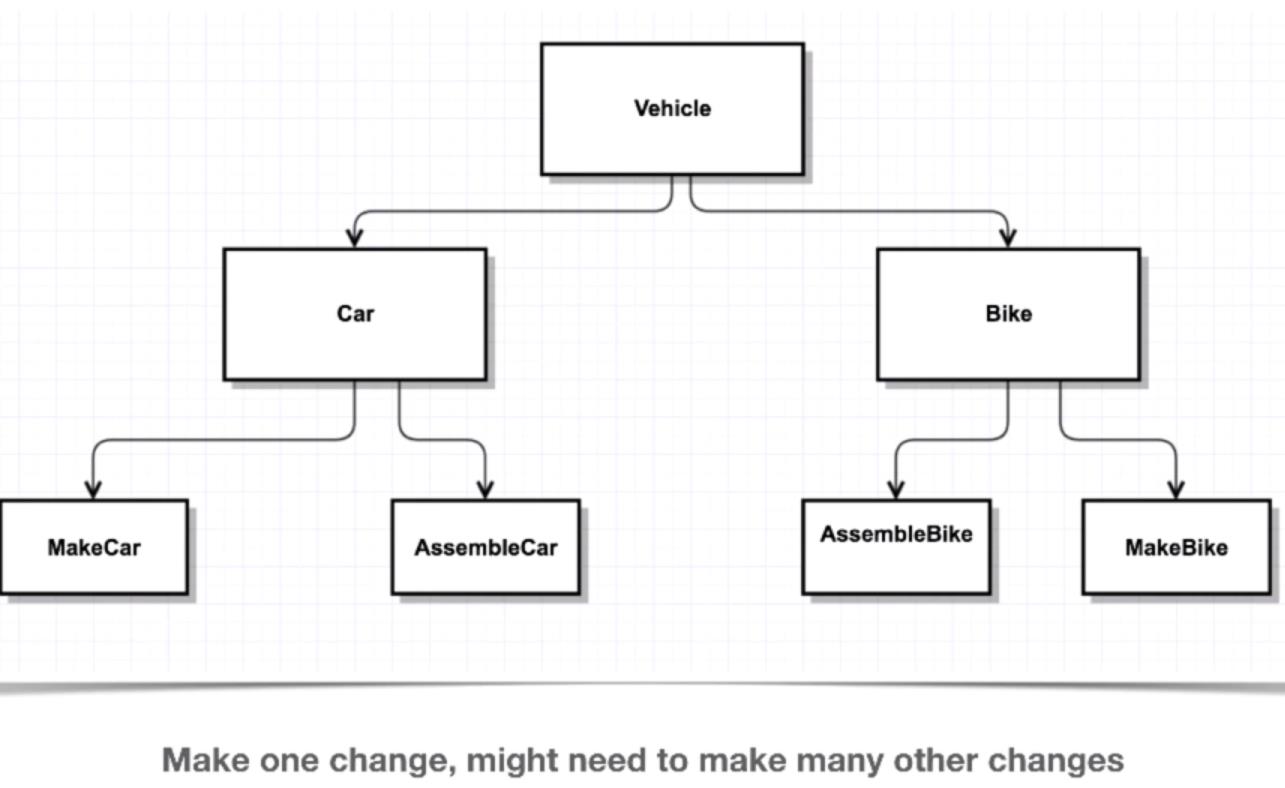 Vehicle
Car
Bike
MakeCar
AssembleCar
AssembleBike
MakeBike
Make one change, might need to make many other changes